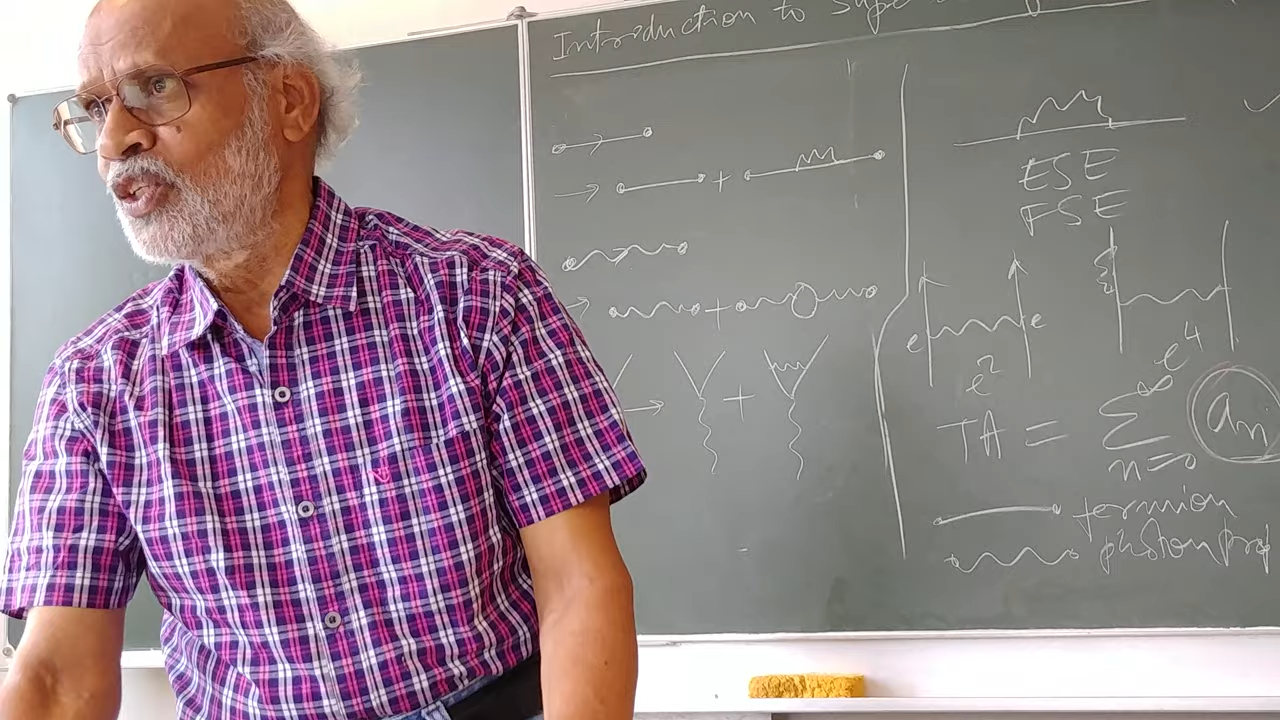 Introduction to
ESE
FSE
e e
e²
e⁴
TA = ∞ Σ n=0 aₙ
fermion
photon prop